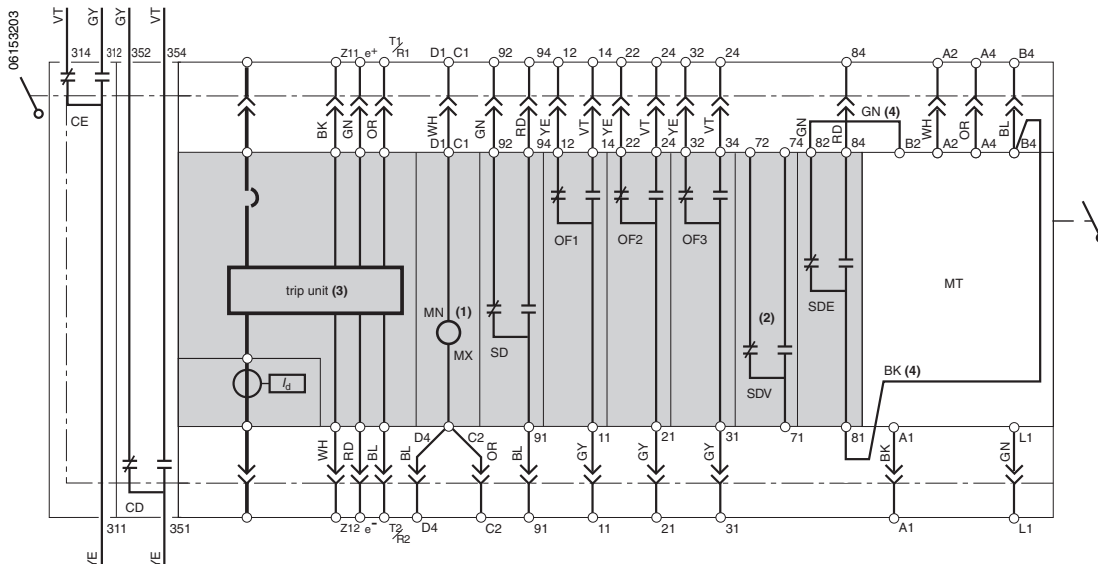 06153203
VT GY GY VT
314 312 352 354 Z11 e+ T1/R1 D1 C1 92 94 12 14 22 24 32 24 84 A2 A4 B4
CE
BK GN OR WH GN RD YE VT YE VT YE VT GN RD GN (4) WH OR BL
D1 C1 92 94 12 14 22 24 32 34 72 74 82 84 B2 A2 A4 B4
OF1 OF2 OF3
trip unit (3)
MN (1)
MX
SD
(2)
SDV
SDE
MT
Id
BK (4)
D4 C2 91 11 21 31 71 81 A1 L1
WH RD BL BL OR BL GY GY GY BK GN
CD
311 351 Z12 e- T2/R2 D4 C2 91 11 21 31 A1 L1
YE YE